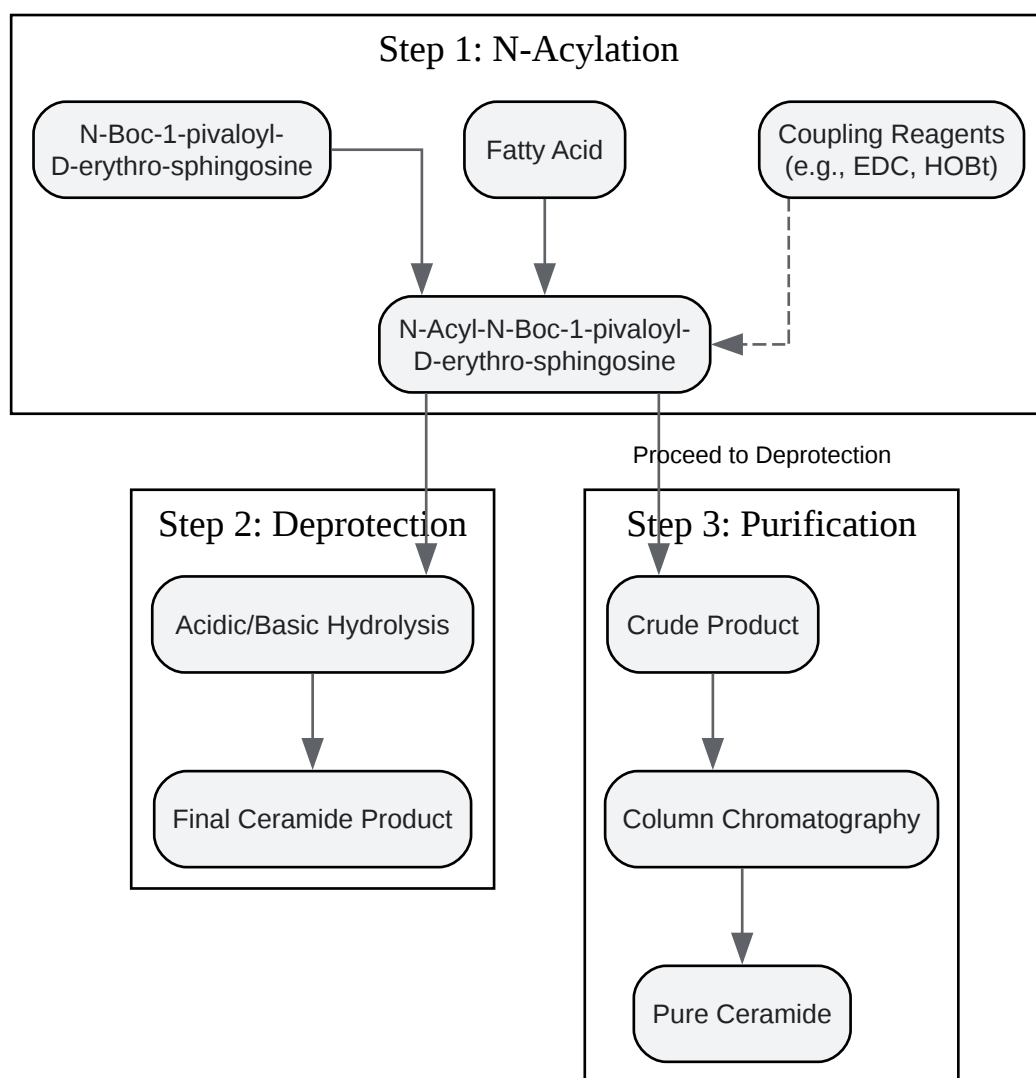 Step 1: N-Acylation
N-Boc-1-pivaloyl-
D-erythro-sphingosine
Fatty Acid
Coupling Reagents
(e.g., EDC, HOBt)
N-Acyl-N-Boc-1-pivaloyl-
D-erythro-sphingosine
Proceed to Deprotection
Step 2: Deprotection
Acidic/Basic Hydrolysis
Final Ceramide Product
Step 3: Purification
Crude Product
Column Chromatography
Pure Ceramide